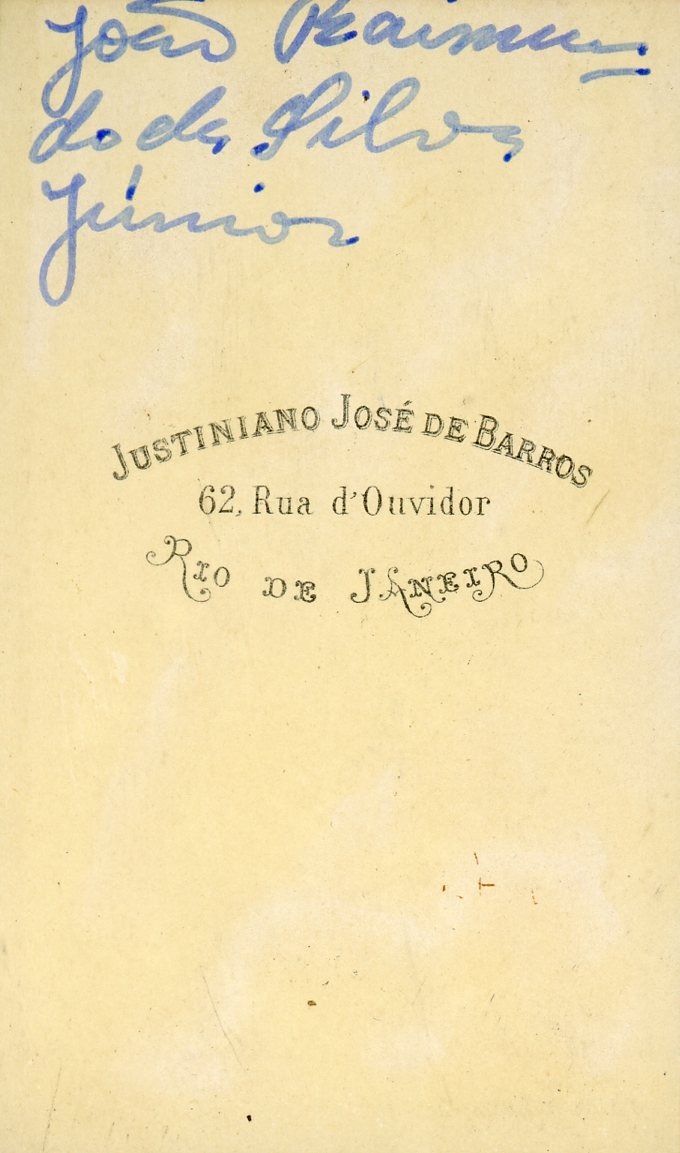 João Raimun-
do da Silva
Júnior
JUSTINIANO JOSÉ DE BARROS
62, Rua d'Ouvidor
RIO DE JANEIRO